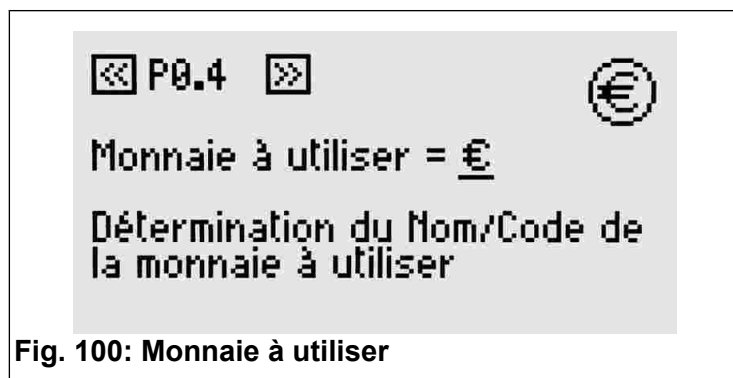 << P0.4 >>
€
Monnaie à utiliser = €
Détermination du Nom/Code de
la monnaie à utiliser
Fig. 100: Monnaie à utiliser